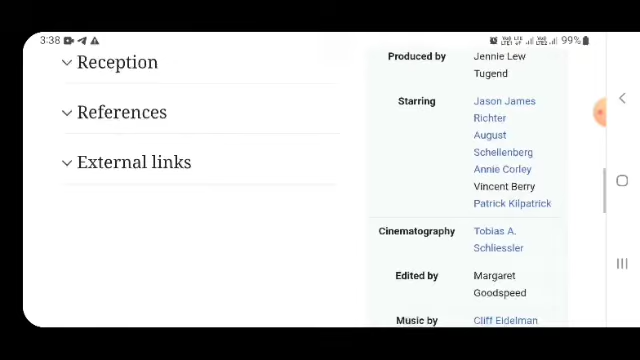 3:38
99%
Reception
References
External links
Produced by
Jennie Lew
Tugend
Starring
Jason James
Richter
August
Schellenberg
Annie Corley
Vincent Berry
Patrick Kilpatrick
Cinematography
Tobias A.
Schliessler
Edited by
Margaret
Goodspeed
Music by
Cliff Eidelman